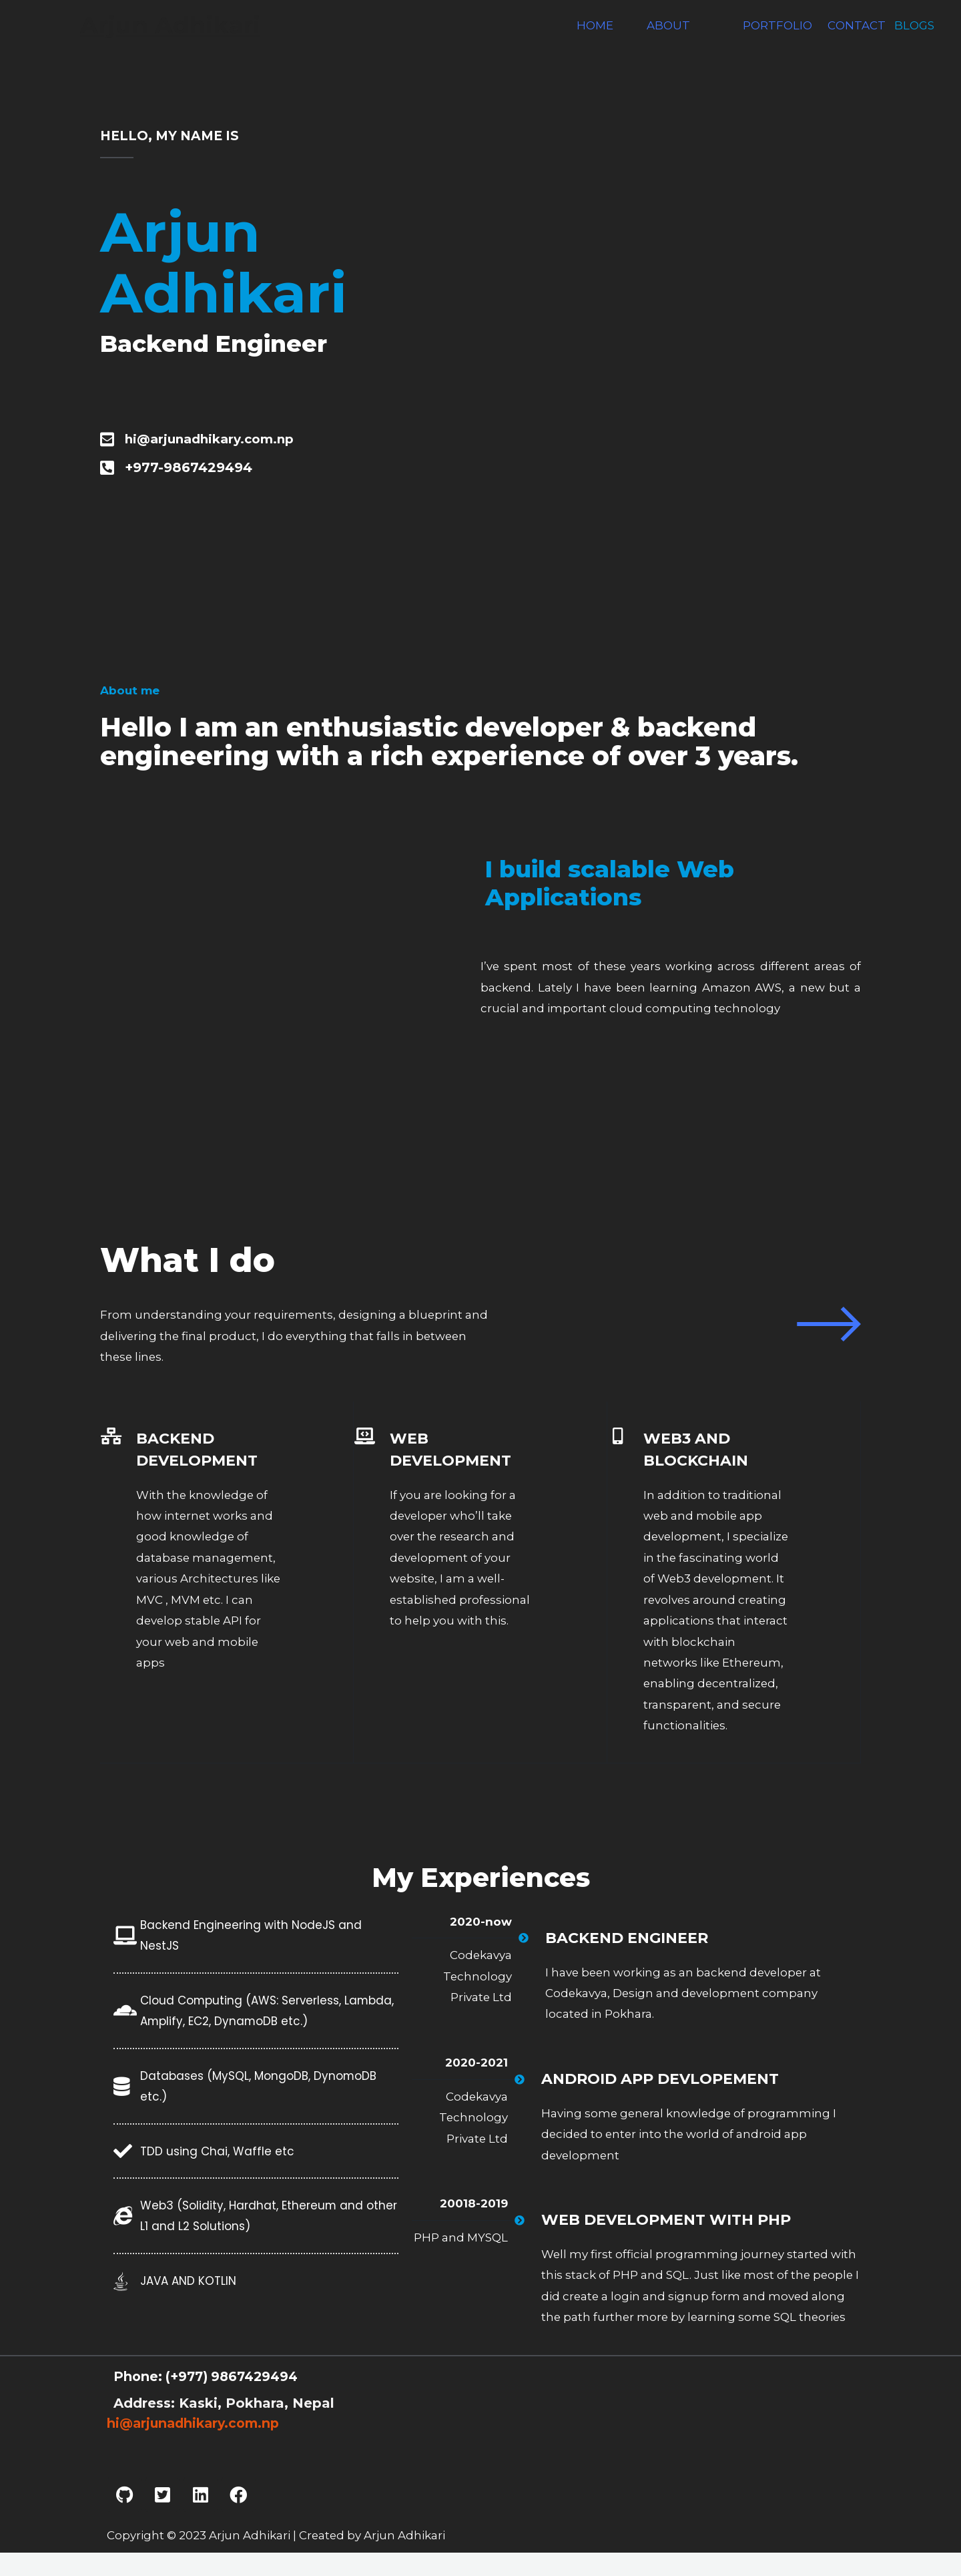 HOME ABOUT PORTFOLIO CONTACT BLOGS
HELLO, MY NAME IS
Arjun
Adhikari
Backend Engineer
hi@arjunadhikary.com.np
+977-9867429494
About me
Hello I am an enthusiastic developer & backend
engineering with a rich experience of over 3 years.
I build scalable Web
Applications
I’ve spent most of these years working across different areas of
backend. Lately I have been learning Amazon AWS, a new but a
crucial and important cloud computing technology
What I do
From understanding your requirements, designing a blueprint and
delivering the final product, I do everything that falls in between
these lines.
BACKEND
DEVELOPMENT
With the knowledge of
how internet works and
good knowledge of
database management,
various Architectures like
MVC , MVM etc. I can
develop stable API for
your web and mobile
apps
WEB
DEVELOPMENT
If you are looking for a
developer who’ll take
over the research and
development of your
website, I am a well-
established professional
to help you with this.
WEB3 AND
BLOCKCHAIN
In addition to traditional
web and mobile app
development, I specialize
in the fascinating world
of Web3 development. It
revolves around creating
applications that interact
with blockchain
networks like Ethereum,
enabling decentralized,
transparent, and secure
functionalities.
My Experiences
Backend Engineering with NodeJS and
NestJS
Cloud Computing (AWS: Serverless, Lambda,
Amplify, EC2, DynamoDB etc.)
Databases (MySQL, MongoDB, DynomoDB
etc.)
TDD using Chai, Waffle etc
Web3 (Solidity, Hardhat, Ethereum and other
L1 and L2 Solutions)
JAVA AND KOTLIN
2020-now
Codekavya
Technology
Private Ltd
BACKEND ENGINEER
I have been working as an backend developer at
Codekavya, Design and development company
located in Pokhara.
2020-2021
Codekavya
Technology
Private Ltd
ANDROID APP DEVLOPEMENT
Having some general knowledge of programming I
decided to enter into the world of android app
development
20018-2019
PHP and MYSQL
WEB DEVELOPMENT WITH PHP
Well my first official programming journey started with
this stack of PHP and SQL. Just like most of the people I
did create a login and signup form and moved along
the path further more by learning some SQL theories
Phone: (+977) 9867429494
Address: Kaski, Pokhara, Nepal
hi@arjunadhikary.com.np
Copyright © 2023 Arjun Adhikari | Created by Arjun Adhikari